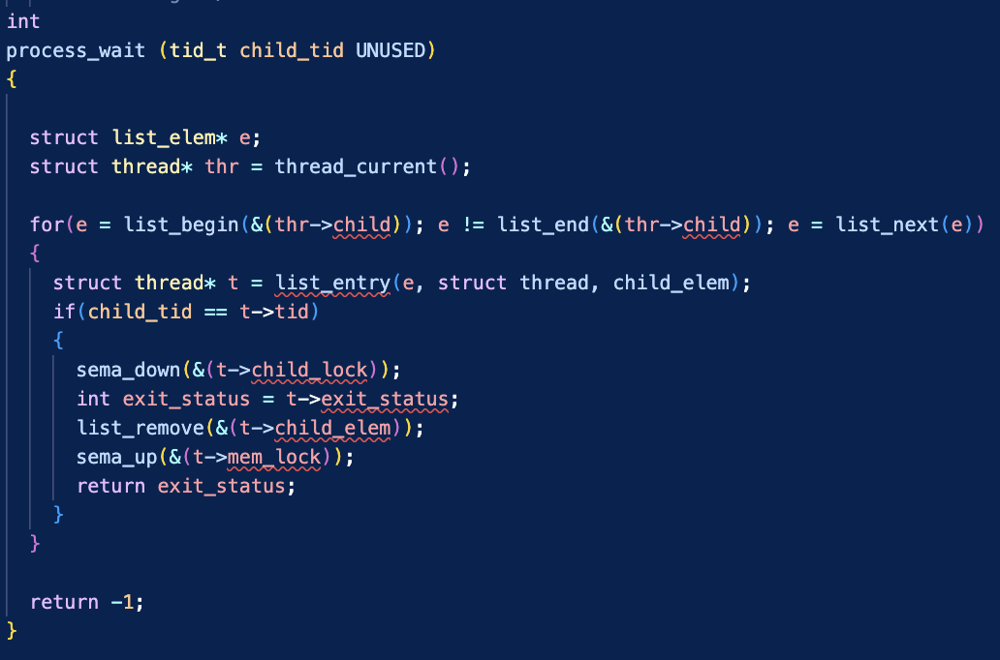 int
process_wait (tid_t child_tid UNUSED)
{
struct list_elem* e;
struct thread* thr = thread_current();
for(e = list_begin(&(thr->child)); e != list_end(&(thr->child)); e = list_next(e))
{
struct thread* t = list_entry(e, struct thread, child_elem);
if(child_tid == t->tid)
{
sema_down(&(t->child_lock));
int exit_status = t->exit_status;
list_remove(&(t->child_elem));
sema_up(&(t->mem_lock));
return exit_status;
}
}
return -1;
}